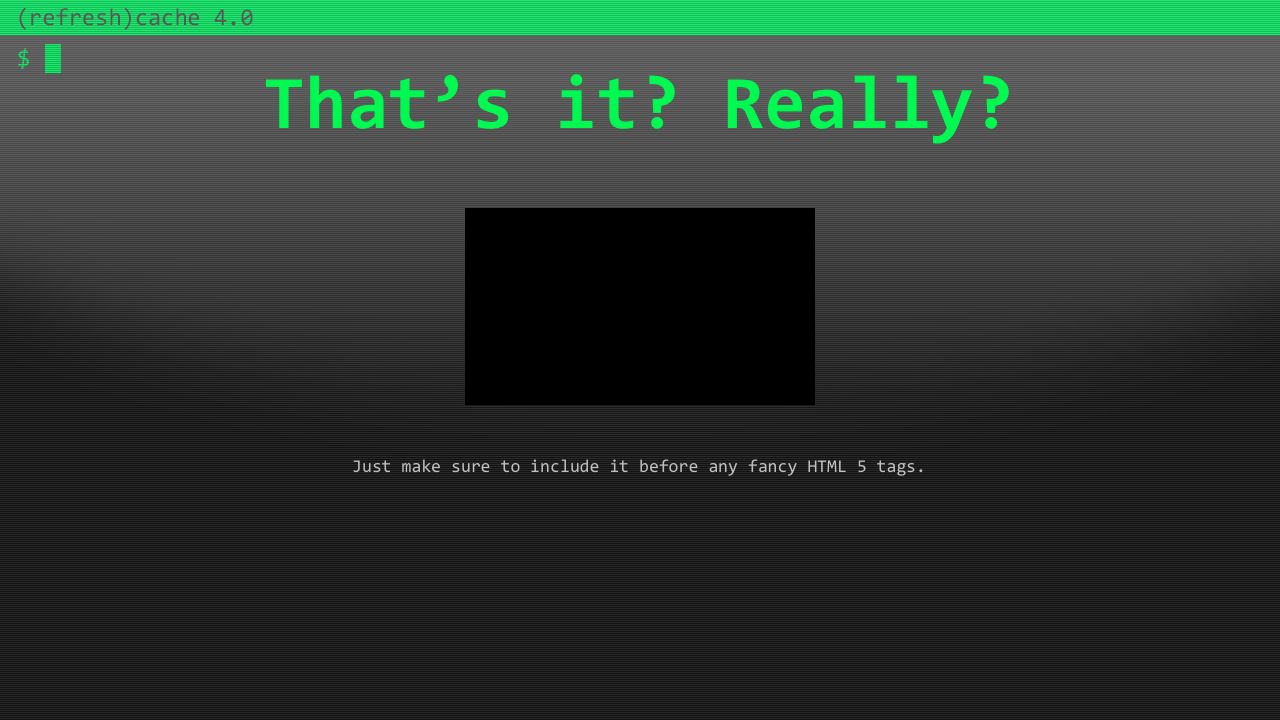 (refresh)cache 4.0
$
That’s it? Really?
Just make sure to include it before any fancy HTML 5 tags.